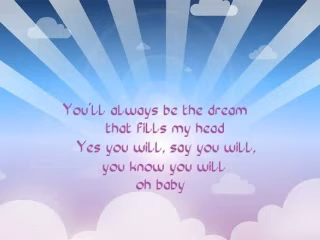 You'll always be the dream
that fills my head
Yes you will, say you will,
you know you will
oh baby